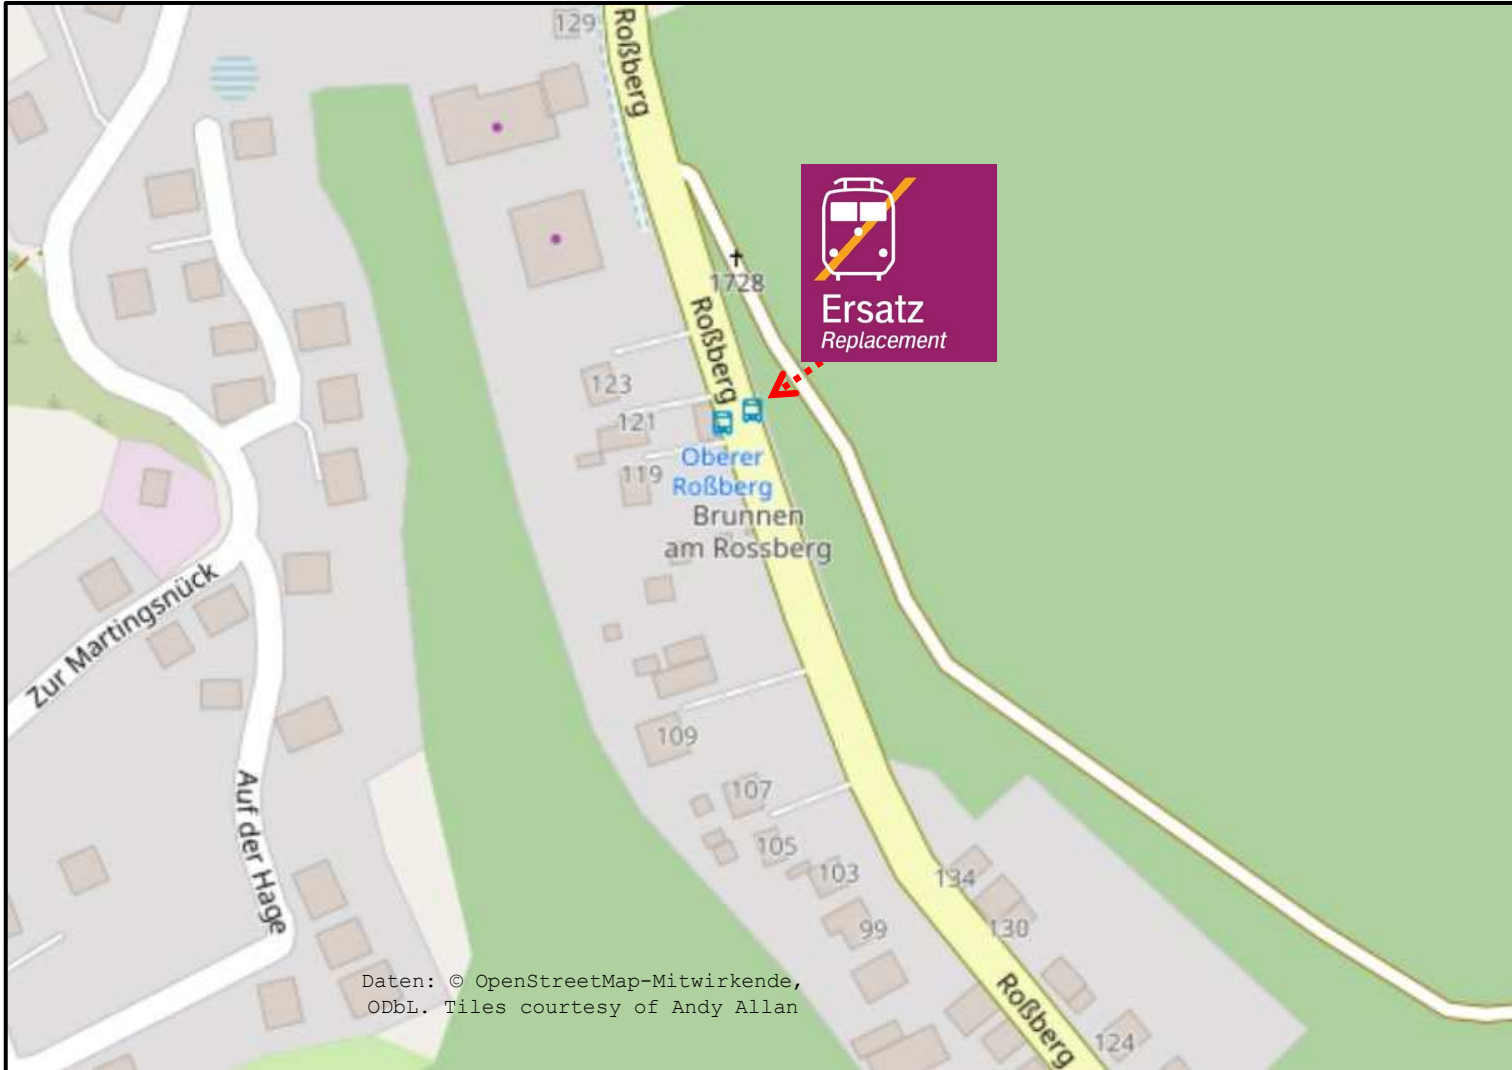 129
Roßberg
1728
Ersatz
Replacement
Roßberg
123
121
119
Oberer
Roßberg
Brunnen
am Rossberg
Zur Martingsnück
109
107
Auf der Hage
105
103
134
99
130
Daten: © OpenStreetMap-Mitwirkende,
ODbL. Tiles courtesy of Andy Allan
Roßberg
124